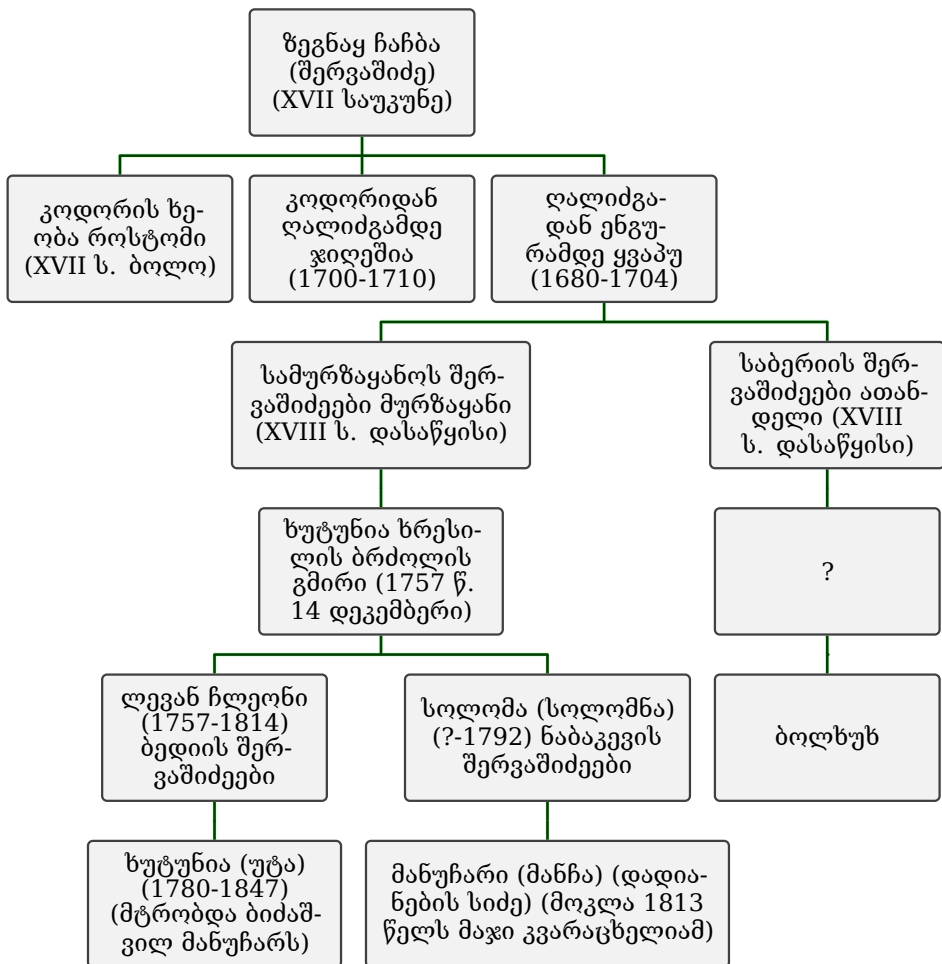 ზეგნაყ ჩაჩბა
(შერვაშიძე)
(XVII საუკუნე)
კოდორის ხე-
ობა როსტომი
(XVII ს. ბოლო)
კოდორიდან
ღალიძგამდე
ჯიღეშია
(1700-1710)
ღალიძგა-
დან ენგუ-
რამდე ყვაპუ
(1680-1704)
სამურზაყანოს შერ-
ვაშიძეები მურზაყანი
(XVIII ს. დასაწყისი)
საბერიის შერ-
ვაშიძეები ათან-
დელი (XVIII
ს. დასაწყისი)
ხუტუნია ხრესი-
ლის ბრძოლის
გმირი (1757 წ.
14 დეკემბერი)
?
ლევან ჩლეონი
(1757-1814)
ბედიის შერ-
ვაშიძეები
სოლომა (სოლომნა)
(?-1792) ნაბაკევის
შერვაშიძეები
ბოლხუხ
ხუტუნია (უტა)
(1780-1847)
(მტრობდა ბიძაშ-
ვილ მანუჩარს)
მანუჩარი (მანჩა) (დადია-
ნების სიძე) (მოკლა 1813
წელს მაჯი კვარაცხელიამ)